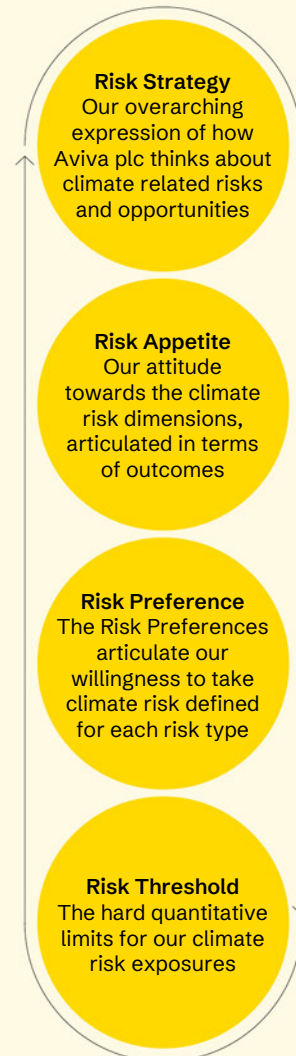 Risk Strategy
Our overarching
expression of how
Aviva plc thinks about
climate related risks
and opportunities
Risk Appetite
Our attitude
towards the climate
risk dimensions,
articulated in terms
of outcomes
Risk Preference
The Risk Preferences
articulate our
willingness to take
climate risk defined
for each risk type
Risk Threshold
The hard quantitative
limits for our climate
risk exposures